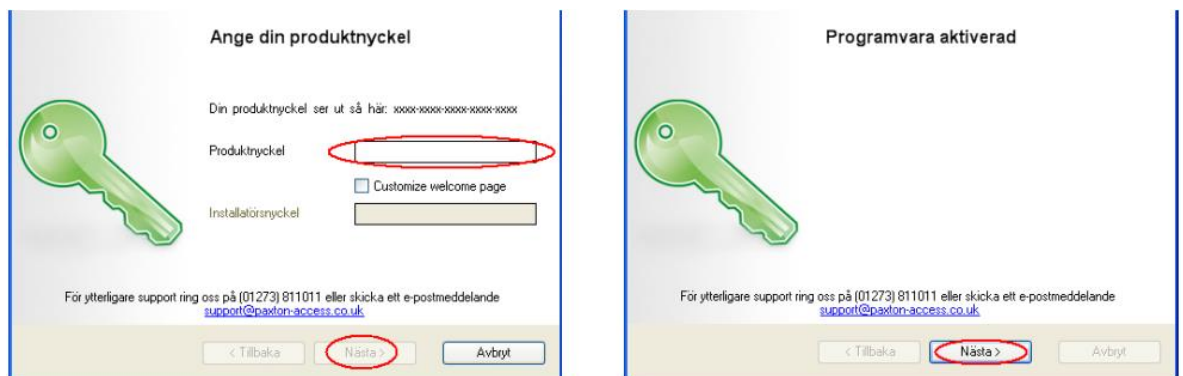 Ange din produktnyckel
Din produktnyckel ser ut så här: xxxx-xxxx-xxxx-xxxx-xxxx
Produktnyckel
Customize welcome page
Installatörsnyckel
För ytterligare support ring oss på (01273) 811011 eller skicka ett e-postmeddelande
support@paxton-access.co.uk
< Tillbaka
Nästa >
Avbryt
Programvara aktiverad
För ytterligare support ring oss på (01273) 811011 eller skicka ett e-postmeddelande
support@paxton-access.co.uk
< Tillbaka
Nästa >
Avbryt